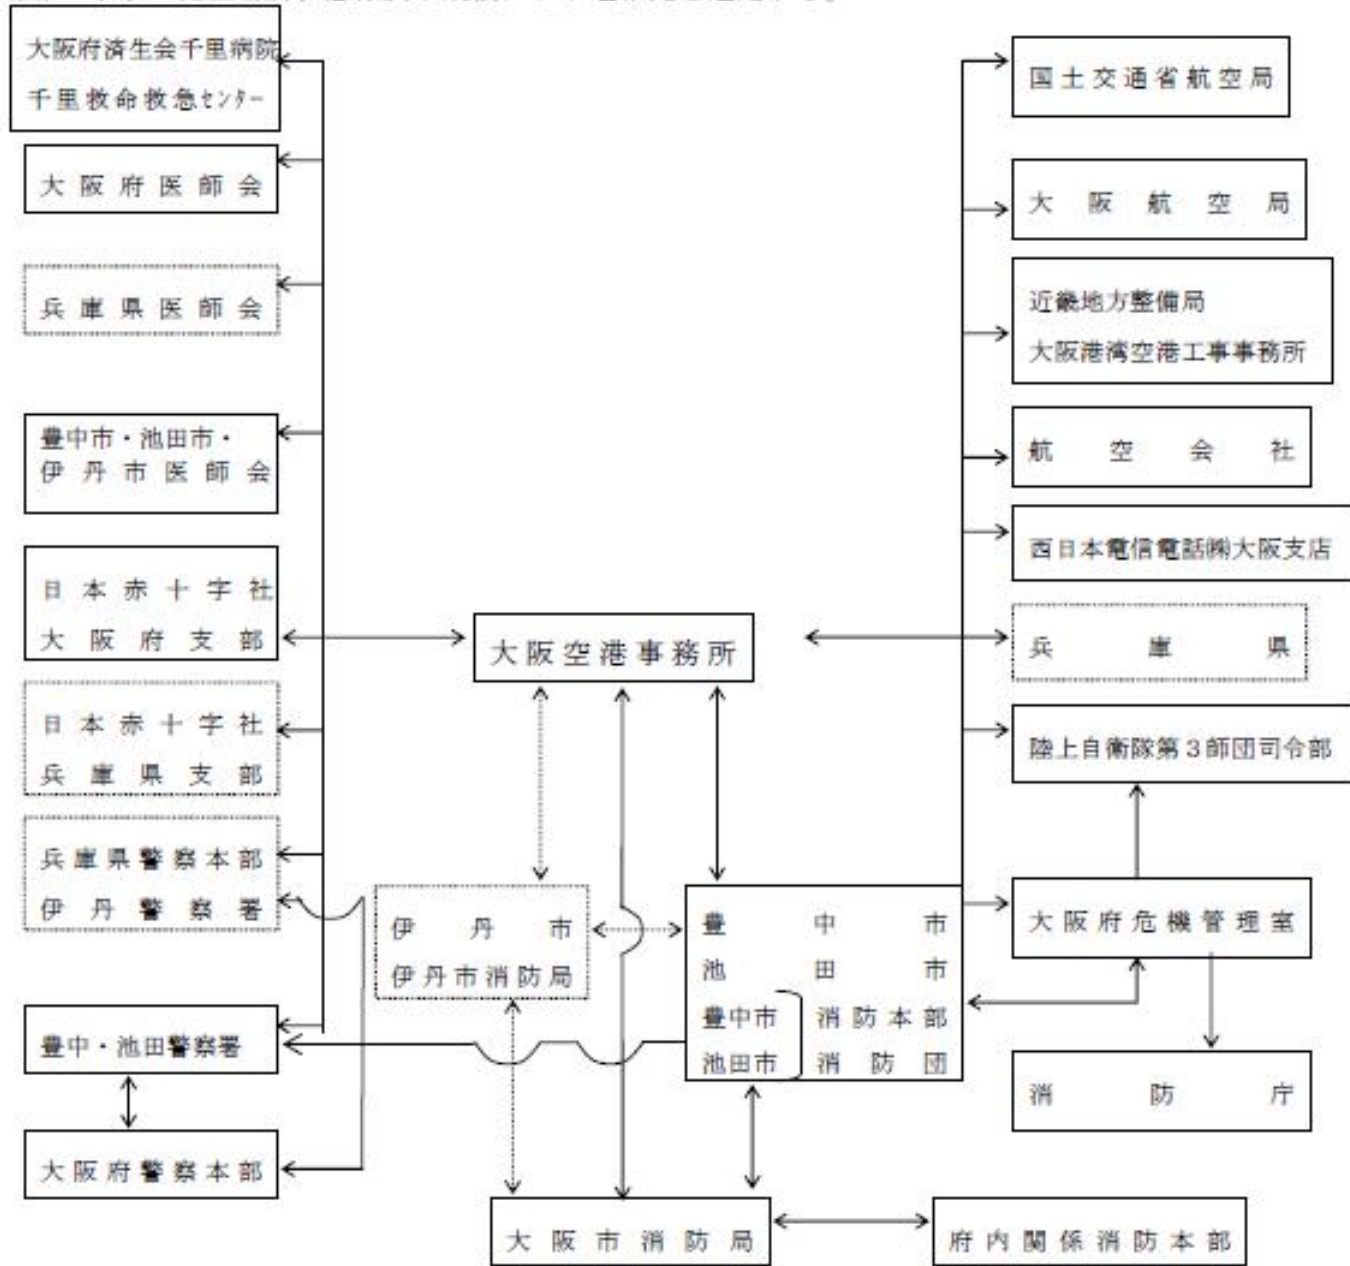 大阪府済生会千里病院
千里救命救急センター
大阪府医師会
兵庫県医師会
豊中市・池田市・
伊丹市医師会
日本赤十字社
大阪府支部
日本赤十字社
兵庫県支部
兵庫県警察本部
伊丹警察署
豊中・池田警察署
大阪府警察本部
大阪空港事務所
伊丹市
伊丹市消防局
豊中市
池田市
豊中市 消防本部
池田市 消防団
大阪市消防局
府内関係消防本部
国土交通省航空局
大阪航空局
近畿地方整備局
大阪港湾空港工事事務所
航空会社
西日本電信電話㈱大阪支店
兵庫県
陸上自衛隊第3師団司令部
大阪府危機管理室
消防庁